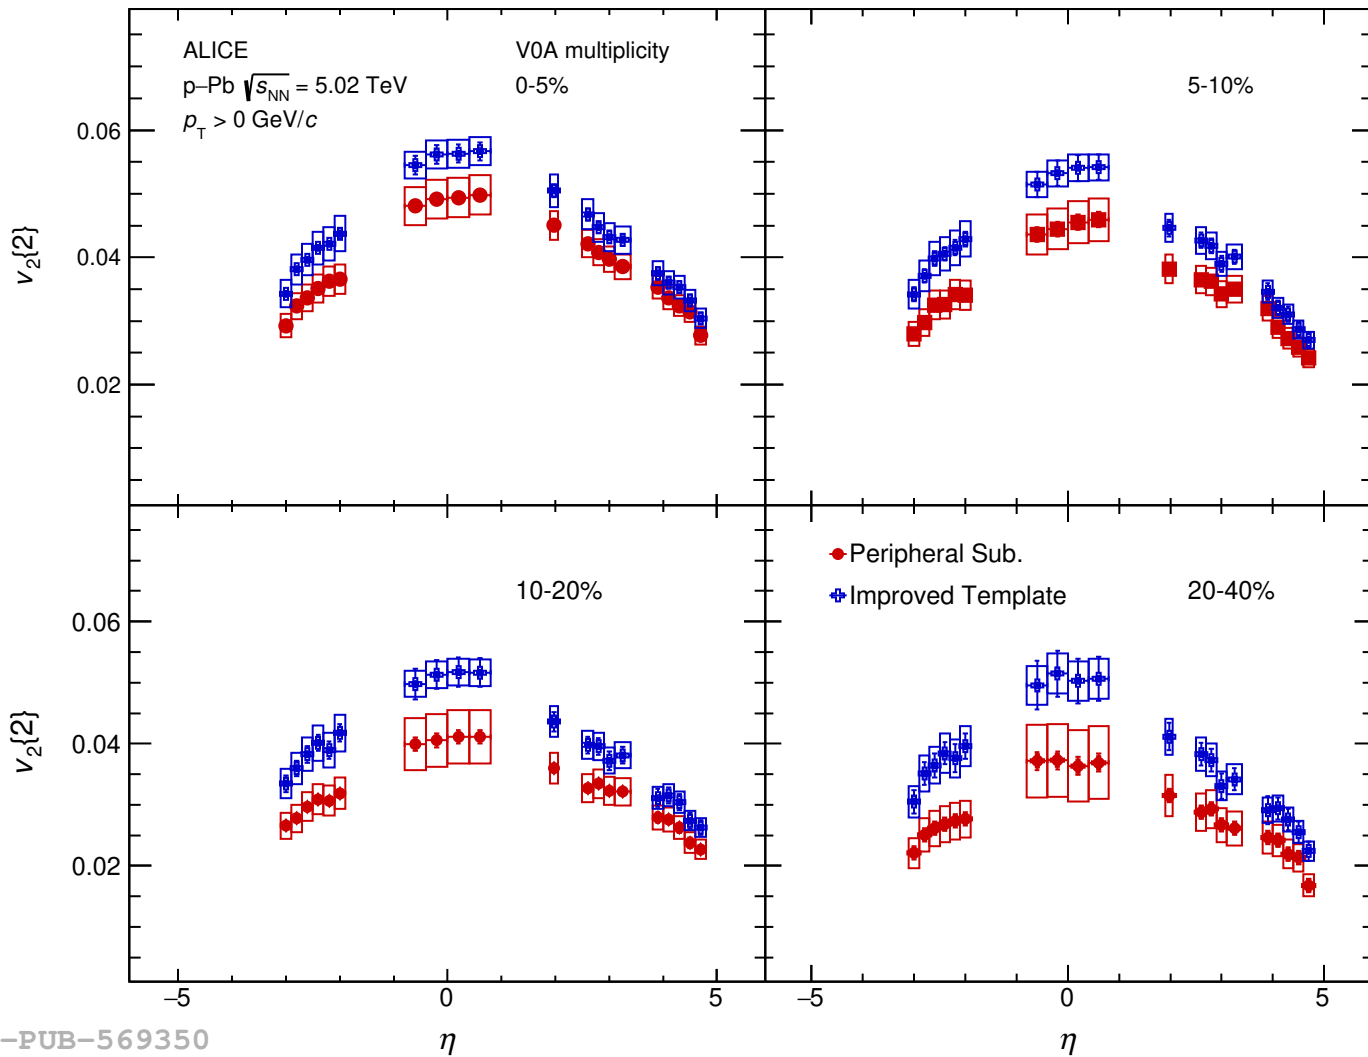 ALICE
V0A multiplicity
p–Pb √sNN = 5.02 TeV
0-5%
5-10%
pT > 0 GeV/c
0.06
0.04
0.02
v2{2}
Peripheral Sub.
Improved Template
10-20%
20-40%
0.06
0.04
0.02
v2{2}
−5 0 5
−5 0 5
η
η
−PUB−569350